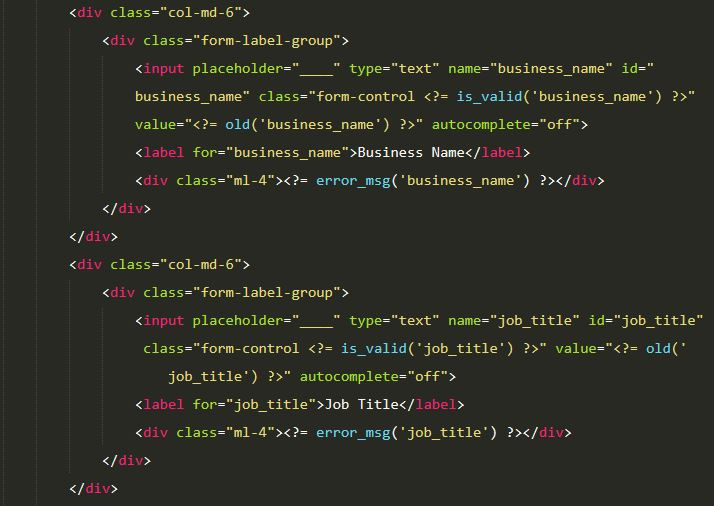 <div class="col-md-6">
<div class="form-label-group">
<input placeholder="____" type="text" name="business_name" id="
business_name" class="form-control <?= is_valid('business_name') ?>"
value="<?= old('business_name') ?>" autocomplete="off">
<label for="business_name">Business Name</label>
<div class="ml-4"><?= error_msg('business_name') ?></div>
</div>
</div>
<div class="col-md-6">
<div class="form-label-group">
<input placeholder="____" type="text" name="job_title" id="job_title"
class="form-control <?= is_valid('job_title') ?>" value="<?= old('
job_title') ?>" autocomplete="off">
<label for="job_title">Job Title</label>
<div class="ml-4"><?= error_msg('job_title') ?></div>
</div>
</div>